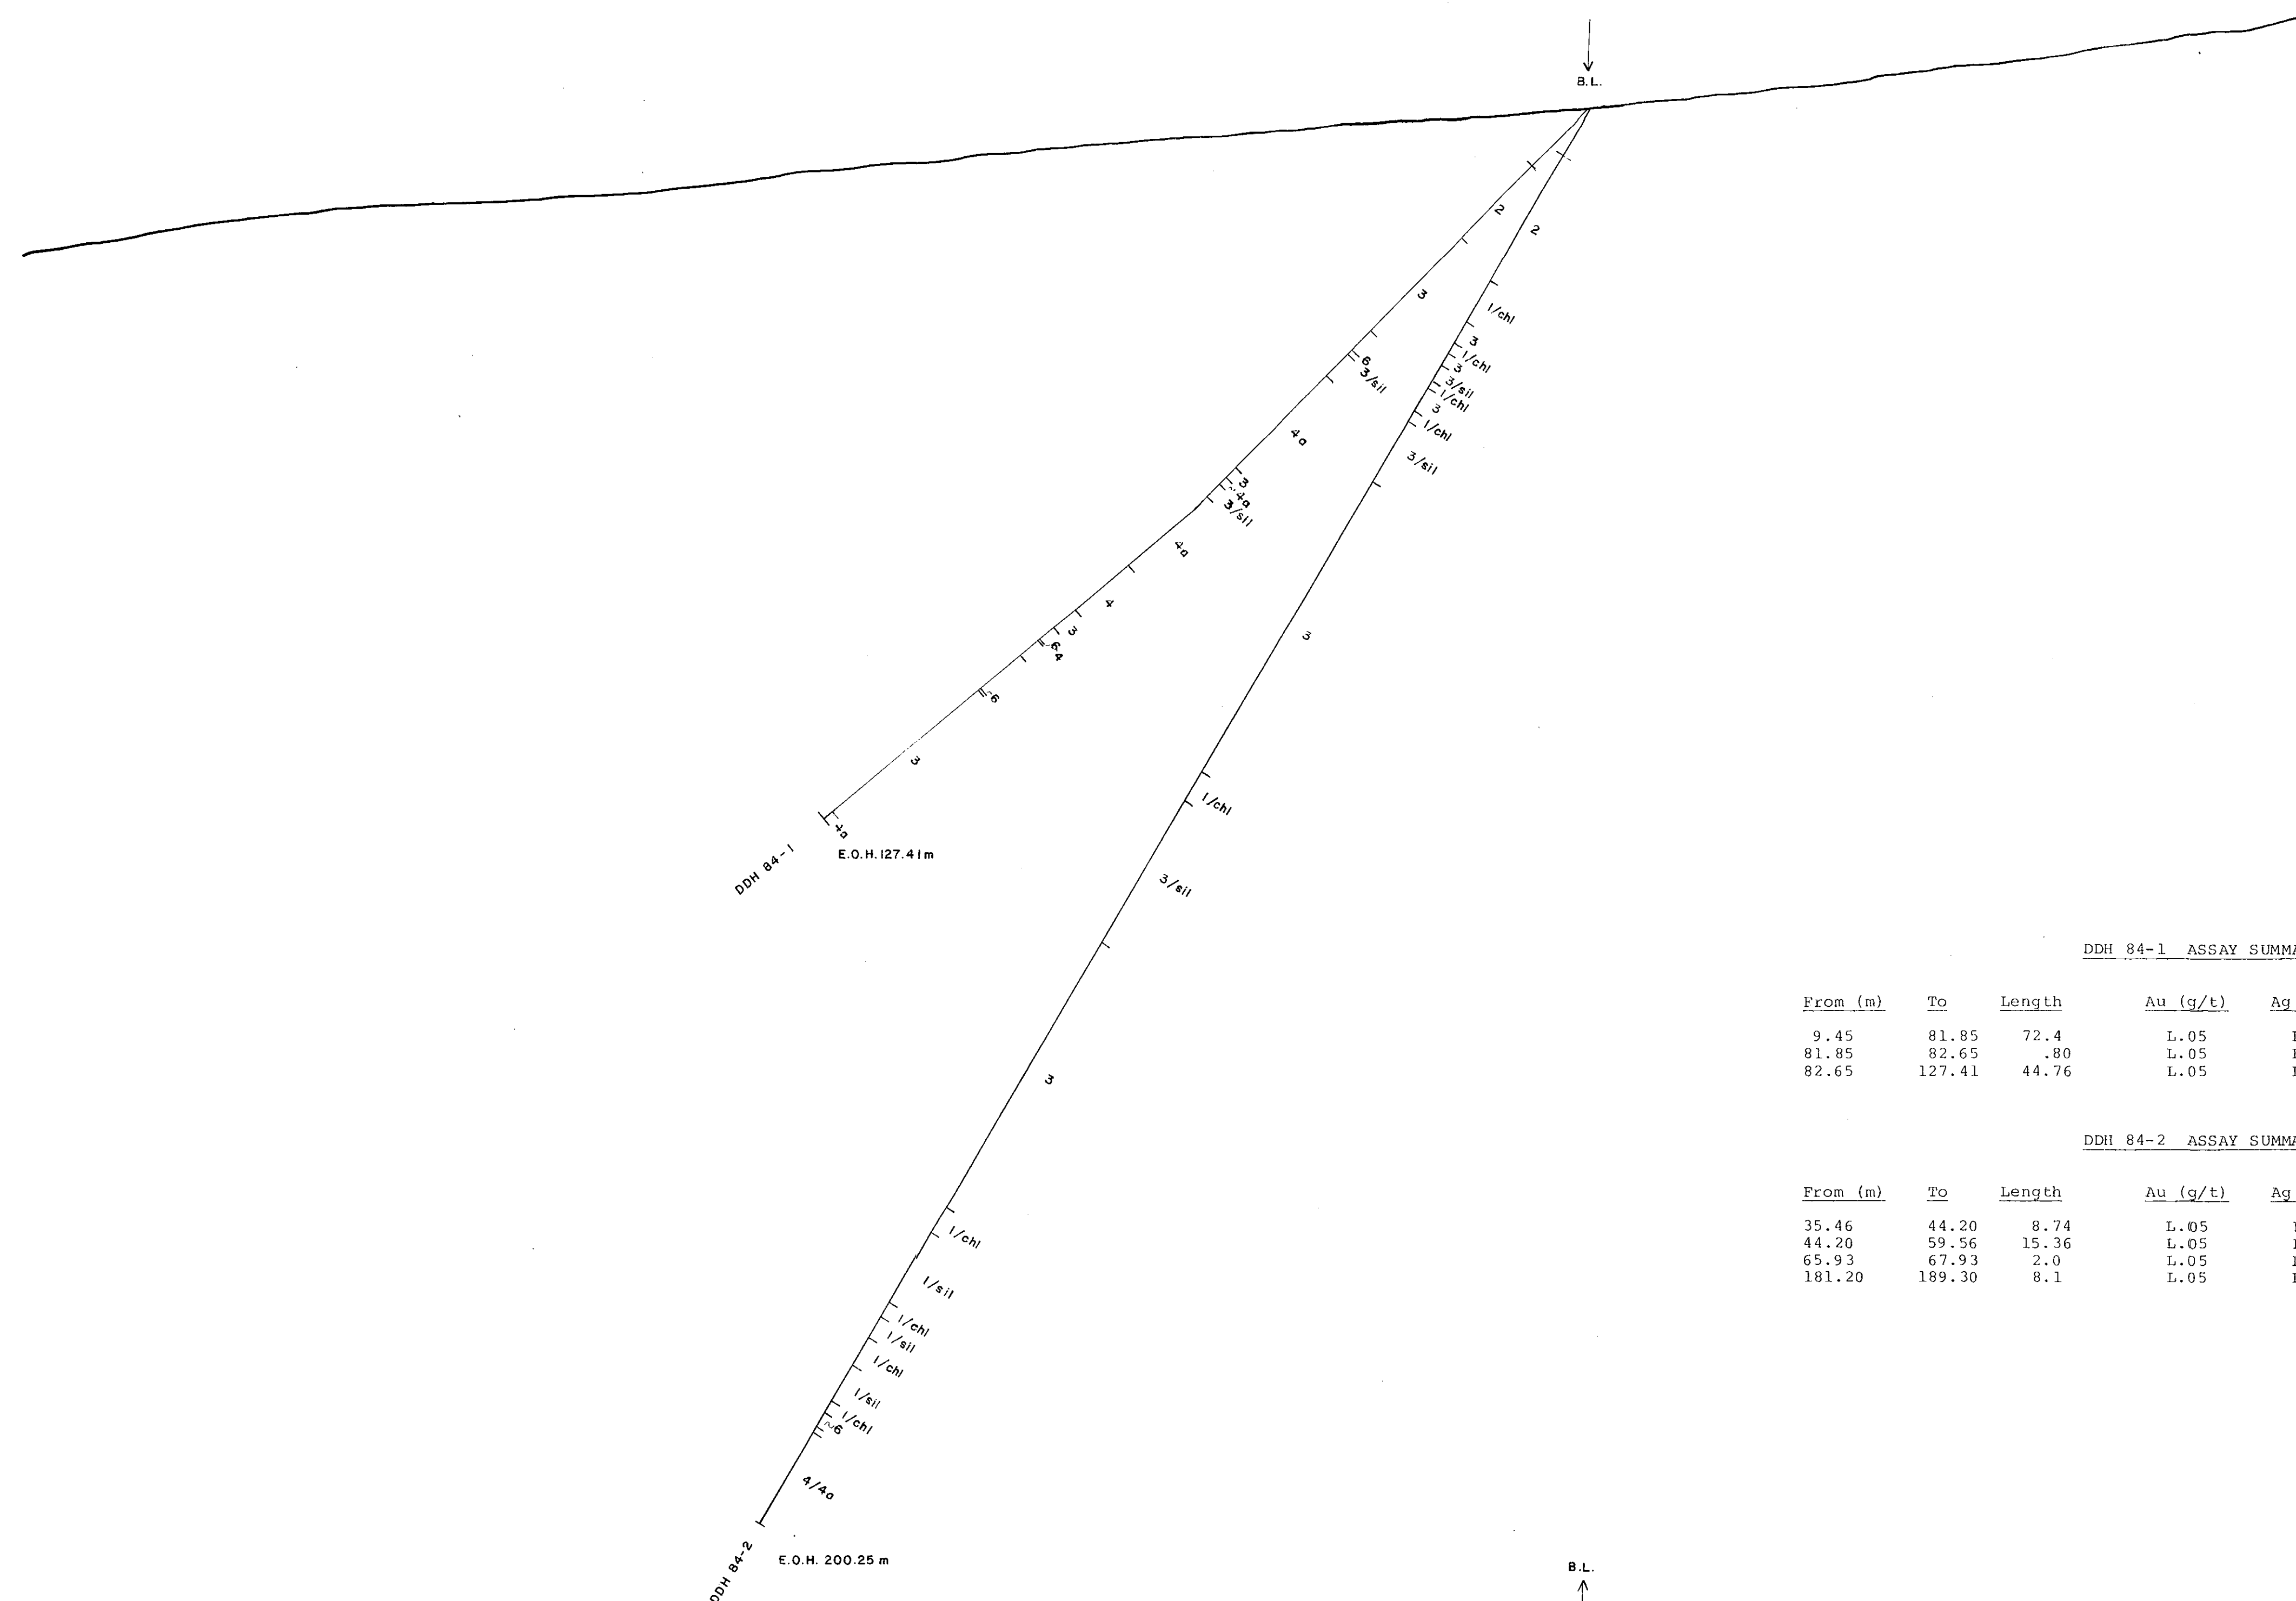 B.L.
2
2
3
1/chl
6
3/sil
3
1/chl
3
3/sil
1/chl
3
1/chl
3/sil
4a
3
~4a
3/sil
4a
4
3
~6
4
~6
3
4a
E.O.H. 127.41m
DDH 84-1
3
1/chl
3/sil
3
1/chl
1/sil
1/chl
1/sil
1/chl
1/sil
1/chl
~6
4/4a
E.O.H. 200.25 m
DDH 84-2
B.L.
DDH 84-1 ASSAY SUMMA
From (m) To Length Au (g/t) Ag
9.45 81.85 72.4 L.05
81.85 82.65 .80 L.05
82.65 127.41 44.76 L.05
DDH 84-2 ASSAY SUMMA
From (m) To Length Au (g/t) Ag
35.46 44.20 8.74 L.05
44.20 59.56 15.36 L.05
65.93 67.93 2.0 L.05
181.20 189.30 8.1 L.05